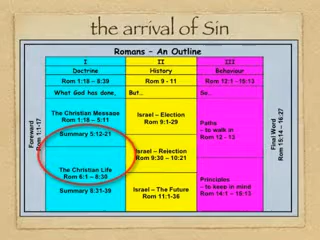 the arrival of Sin
Romans – An Outline
I
II
III
Doctrine
History
Behaviour
Rom 1:18 – 8:39
Rom 9 - 11
Rom 12:1 -15:13
What God has done,
But...
So...
The Christian Message
Rom 1:18 – 5:11
Summary 5:12-21
The Christian Life
Rom 6/1 – 8:30
Summary 8:31-39
Israel – Election
Rom 9:1-29
Israel – Rejection
Rom 9:30 – 10:21
Israel – The Future
Rom 11:1-36
Paths
– to walk in
Rom 12 - 13
Principles
– to keep in mind
Rom 14:1 – 15:13
Foreword
Rom 1:1-17
Final Word
Rom 15:14 – 16:27